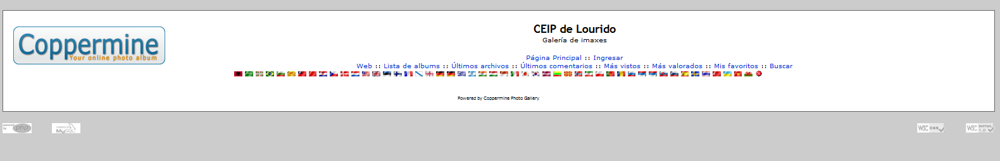 Coppermine
Your online photo album
CEIP de Lourido
Galería de imaxes
Página Principal :: Ingresar
Web :: Lista de albums :: Últimos archivos :: Últimos comentarios :: Más vistos :: Más valorados :: Mis favoritos :: Buscar
Powered by Coppermine Photo Gallery
powered by php
MySQL
W3C css
W3C XHTML 1.0